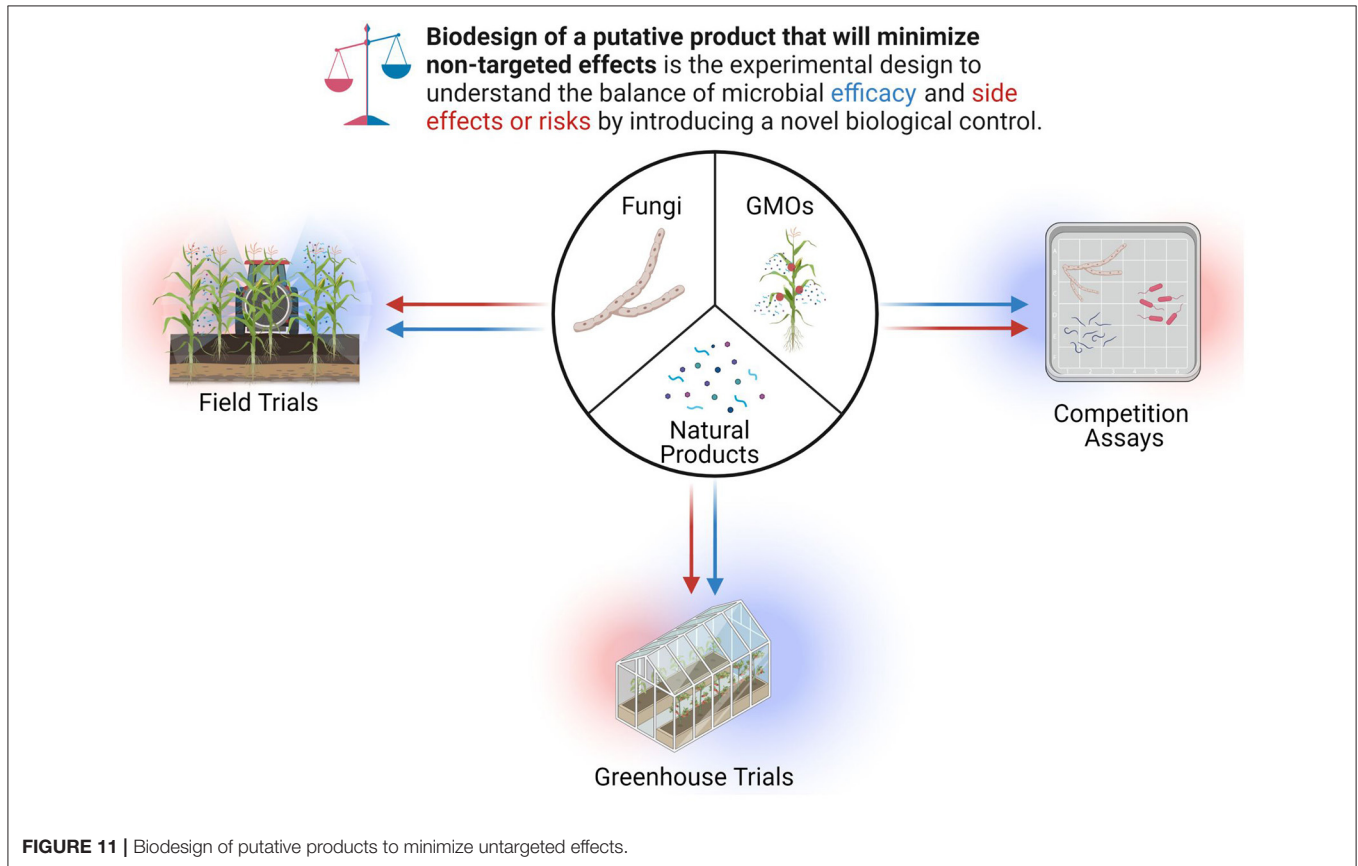 Biodesign of a putative product that will minimize
non-targeted effects is the experimental design to
understand the balance of microbial efficacy and side
effects or risks by introducing a novel biological control.
Fungi
GMOs
Natural
Products
Field Trials
Competition
Assays
Greenhouse Trials
FIGURE 11 | Biodesign of putative products to minimize untargeted effects.